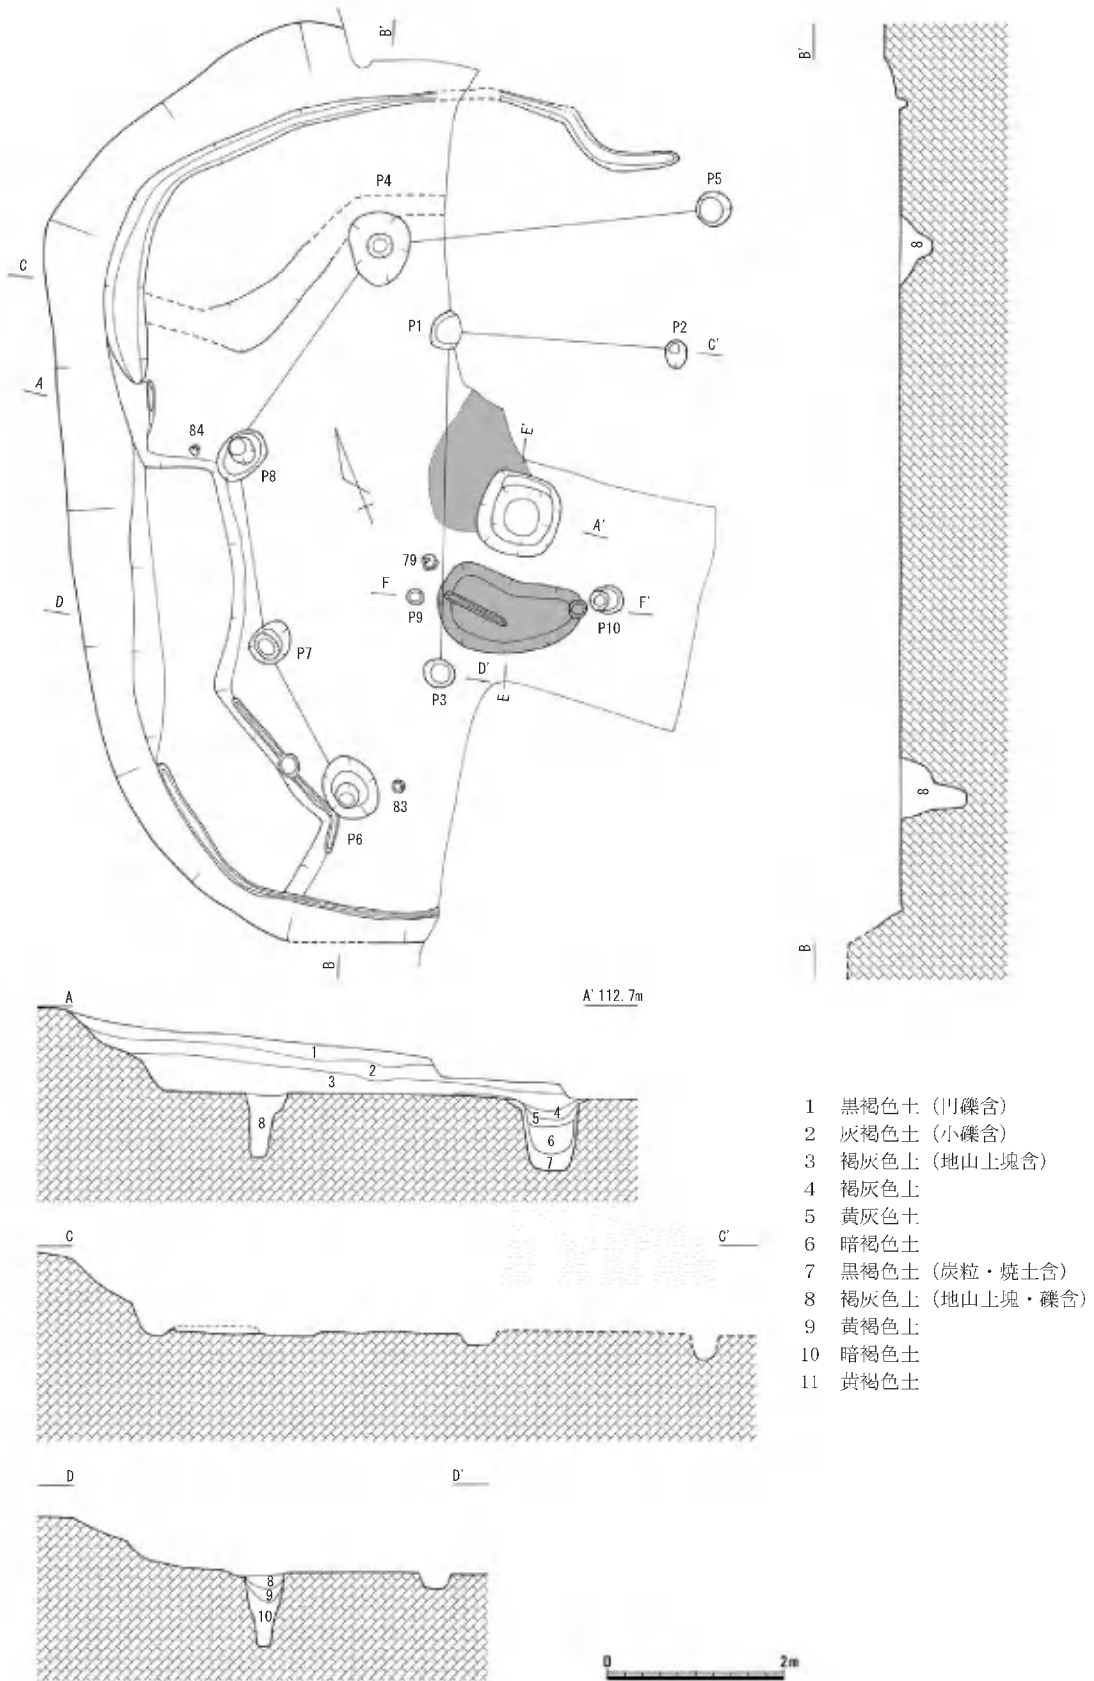 B'
B'
P4
P5
C
P1
P2
C'
A
84
P8
E'
A'
79
F
P9
P10
F'
D
P7
D'
P3
E
83
P6
B
B
8
8
A
A' 112.7m
1
2
3
4
5
6
7
8
C
C'
D
D'
8
9
10
1 黒褐色土（円礫含）
2 灰褐色土（小礫含）
3 褐灰色土（地山土塊含）
4 褐灰色土
5 黄灰色土
6 暗褐色土
7 黒褐色土（炭粒・焼土含）
8 褐灰色土（地山土塊・礫含）
9 黄褐色土
10 暗褐色土
11 黄褐色土
0 2m